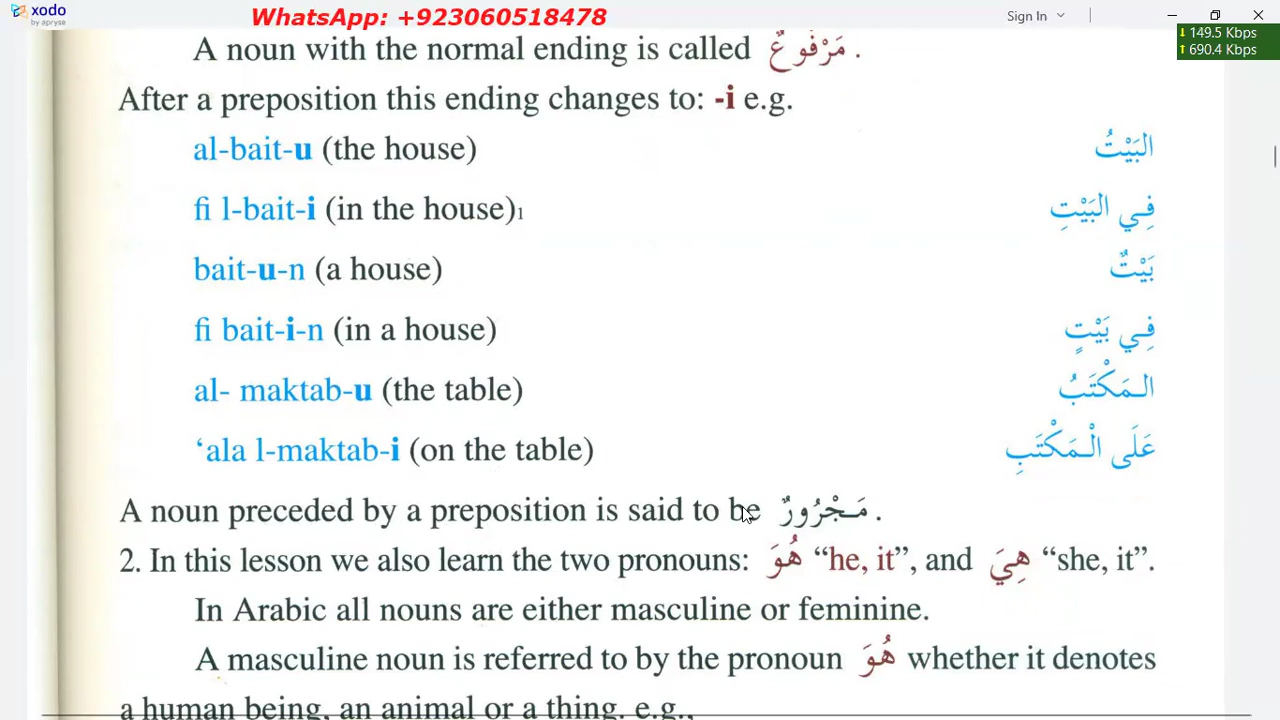 xodo
by apryse
WhatsApp: +923060518478
Sign In
149.5 Kbps
690.4 Kbps
A noun with the normal ending is called مَرْفُوعٌ .
After a preposition this ending changes to: -i e.g.
al-bait-u (the house) البَيْتُ
fi l-bait-i (in the house)1 فِي البَيْتِ
bait-u-n (a house) بَيْتٌ
fi bait-i-n (in a house) فِي بَيْتٍ
al- maktab-u (the table) المَكْتَبُ
‘ala l-maktab-i (on the table) عَلَى الْمَكْتَبِ
A noun preceded by a preposition is said to be مَجْرُورٌ .
2. In this lesson we also learn the two pronouns: هُوَ “he, it”, and هِيَ “she, it”.
In Arabic all nouns are either masculine or feminine.
A masculine noun is referred to by the pronoun هُوَ whether it denotes
a human being, an animal or a thing. e.g.,